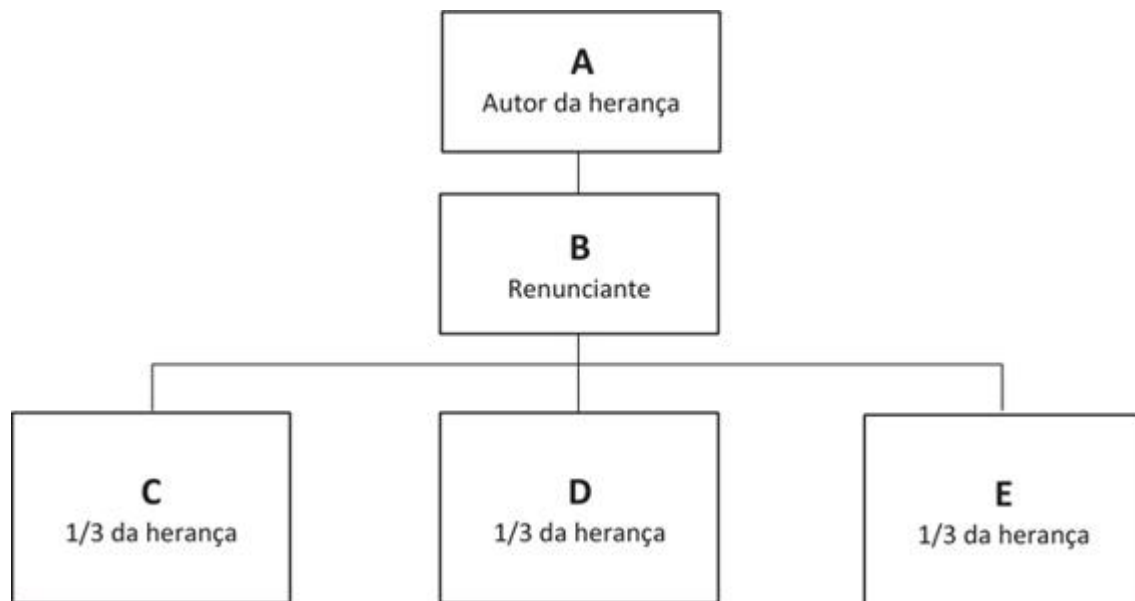 A
Autor da herança
B
Renunciante
C
1/3 da herança
D
1/3 da herança
E
1/3 da herança